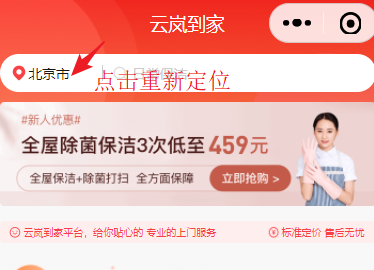 云岚到家
北京市
点击重新定位
#新人优惠#
全屋除菌保洁3次低至 459元
全屋保洁+除菌打扫 全方面保障 立即抢购 >
云岚到家平台，给你贴心的 专业的上门服务 标准定价 售后无忧